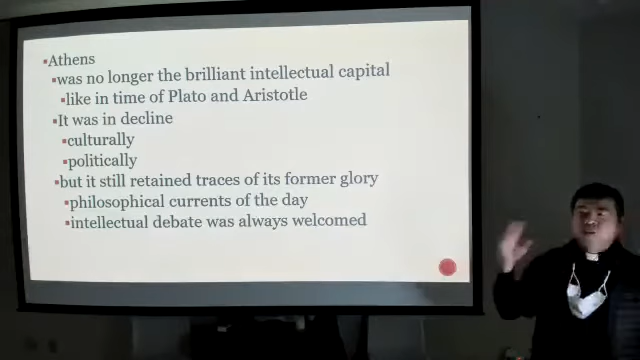 Athens
was no longer the brilliant intellectual capital
like in time of Plato and Aristotle
It was in decline
culturally
politically
but it still retained traces of its former glory
philosophical currents of the day
intellectual debate was always welcomed